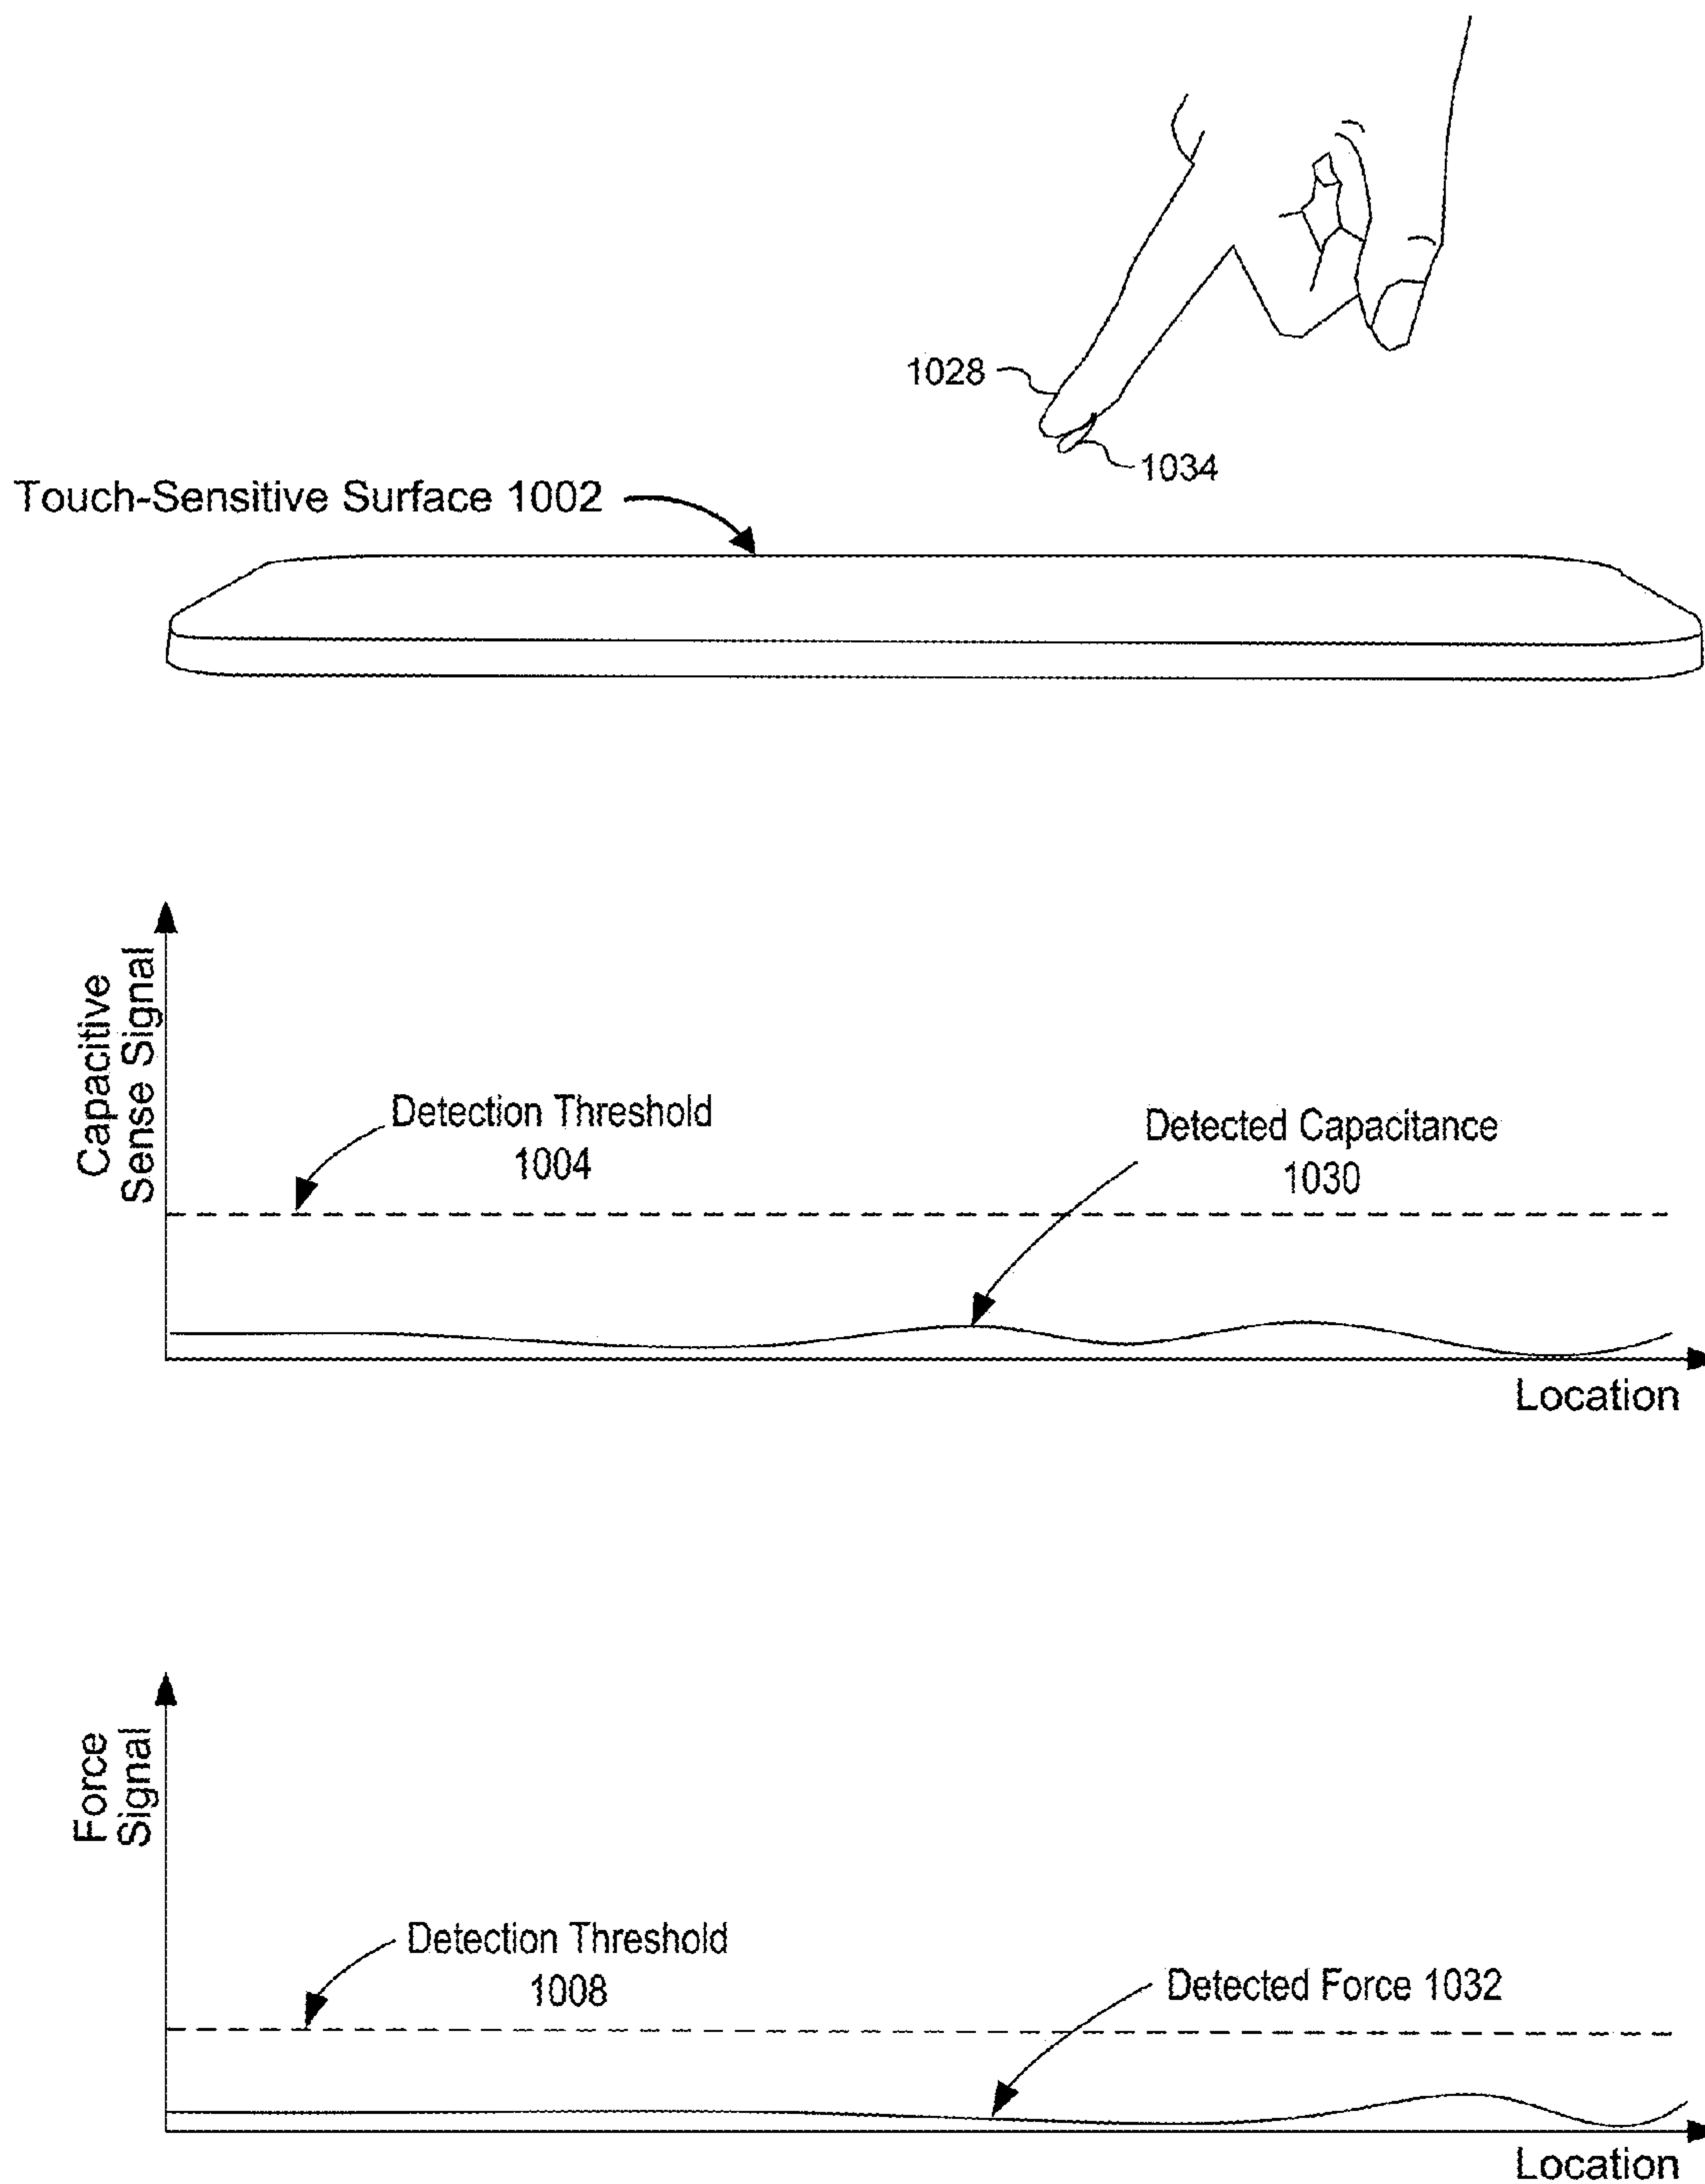 1028
1034
Touch-Sensitive Surface 1002
Capacitive
Sense Signal
Detection Threshold
1004
Detected Capacitance
1030
Location
Force
Signal
Detection Threshold
1008
Detected Force 1032
Location